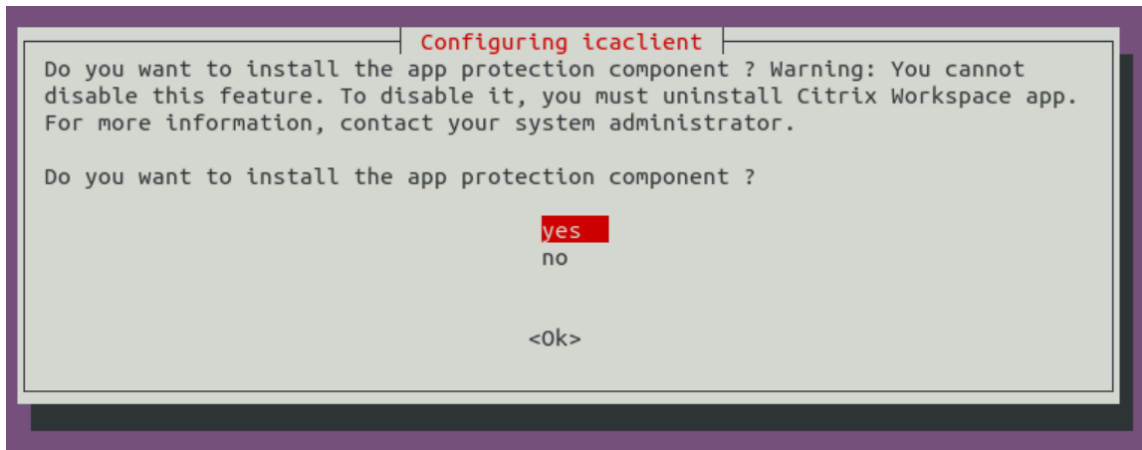 Configuring icaclient
Do you want to install the app protection component ? Warning: You cannot
disable this feature. To disable it, you must uninstall Citrix Workspace app.
For more information, contact your system administrator.
Do you want to install the app protection component ?
yes
no
<Ok>